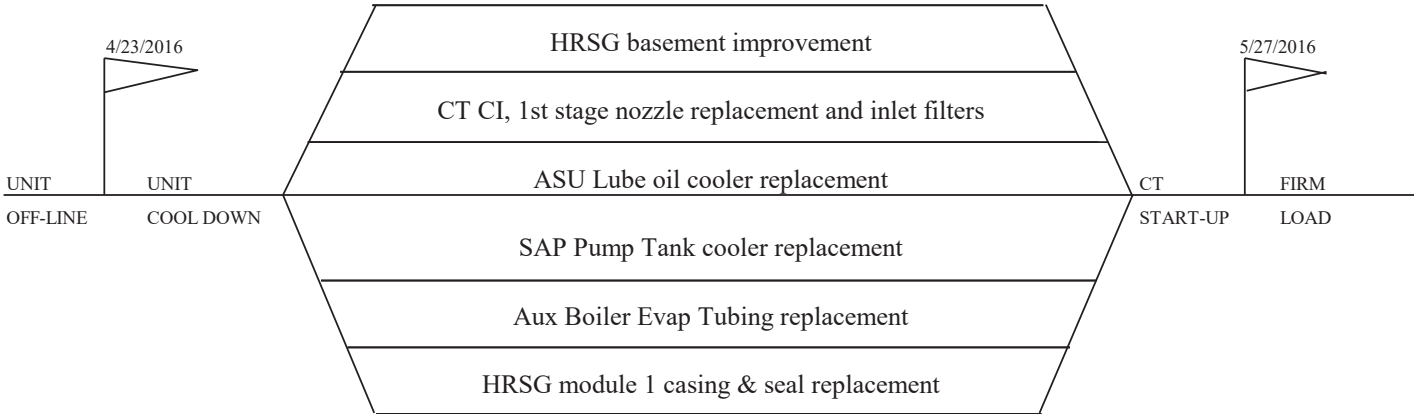 HRSG basement improvement
4/23/2016
5/27/2016
CT CI, 1st stage nozzle replacement and inlet filters
ASU Lube oil cooler replacement
UNIT
UNIT
CT
FIRM
OFF-LINE
COOL DOWN
START-UP
LOAD
SAP Pump Tank cooler replacement
Aux Boiler Evap Tubing replacement
HRSG module 1 casing & seal replacement